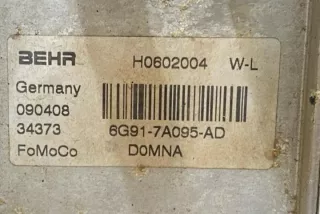 BEHR H0602004 W-L
Germany
090408
34373 6G91-7A095-AD
FoMoCo D0MNA